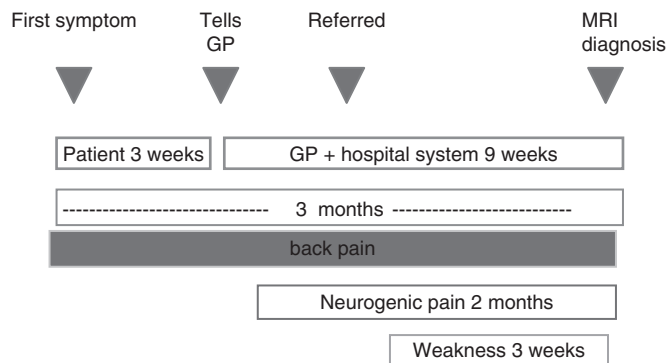 First symptom
Tells
GP
Referred
MRI
diagnosis
Patient 3 weeks
GP + hospital system 9 weeks
----------------------------- 3 months ---------------------------
back pain
Neurogenic pain 2 months
Weakness 3 weeks